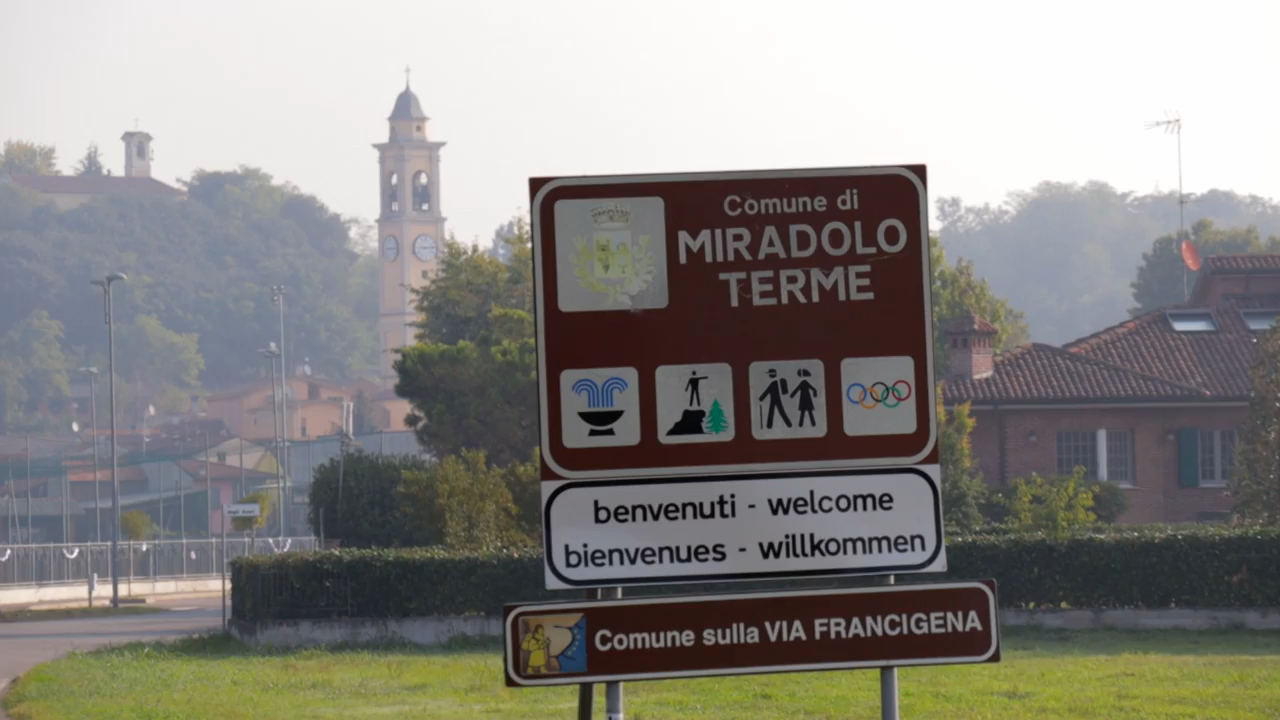 Comune di
MIRADOLO
TERME
benvenuti - welcome
bienvenues - willkommen
Comune sulla VIA FRANCIGENA